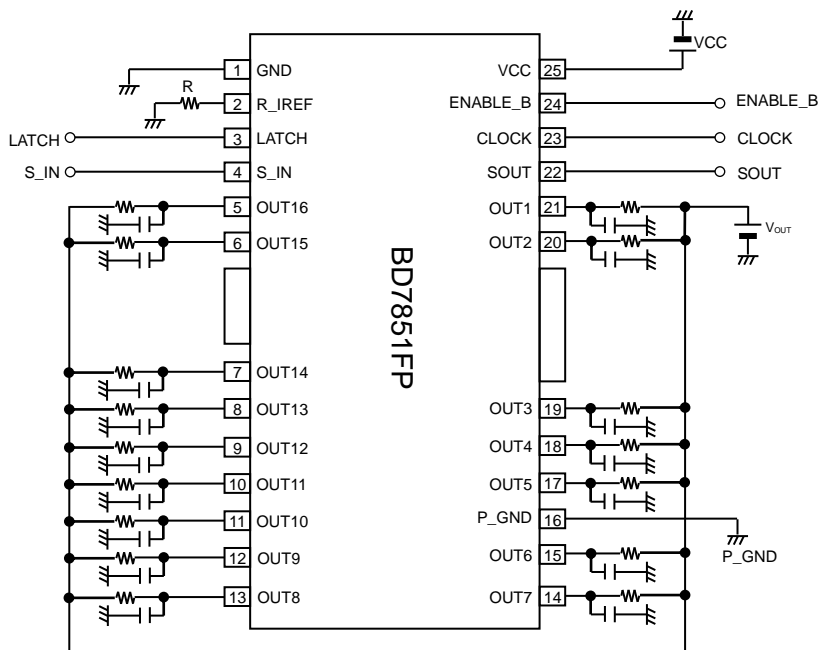 VCC
1 GND VCC 25
R
2 R_IREF ENABLE_B 24 ENABLE_B
LATCH 3 LATCH CLOCK 23 CLOCK
S_IN 4 S_IN SOUT 22 SOUT
5 OUT16 OUT1 21
VOUT
6 OUT15 OUT2 20
BD7851FP
7 OUT14
8 OUT13 OUT3 19
9 OUT12 OUT4 18
10 OUT11 OUT5 17
11 OUT10 P_GND 16
P_GND
12 OUT9 OUT6 15
13 OUT8 OUT7 14